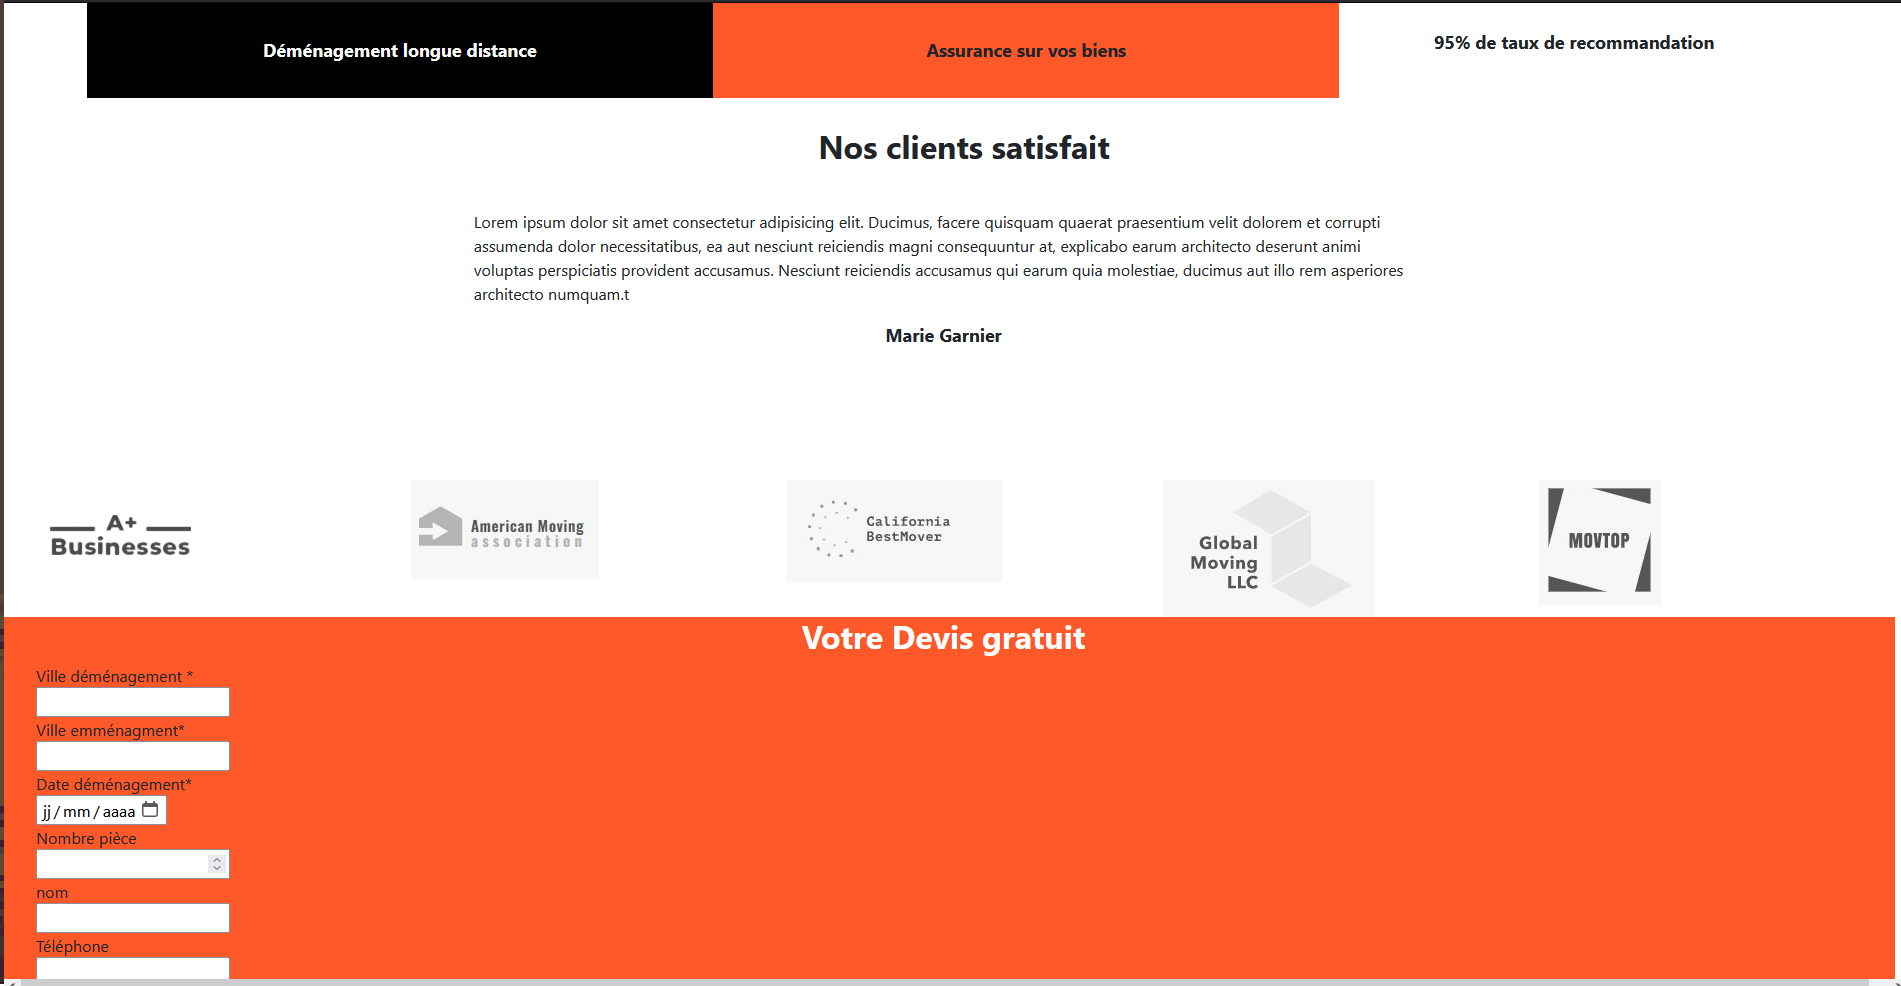 Déménagement longue distance
Assurance sur vos biens
95% de taux de recommandation
Nos clients satisfait
Lorem ipsum dolor sit amet consectetur adipisicing elit. Ducimus, facere quisquam quaerat praesentium velit dolorem et corrupti
assumenda dolor necessitatibus, ea aut nesciunt reiciendis magni consequuntur at, explicabo earum architecto deserunt animi
voluptas perspiciatis provident accusamus. Nesciunt reiciendis accusamus qui earum quia molestiae, ducimus aut illo rem asperiores
architecto numquam.t
Marie Garnier
A+
Businesses
American Moving
association
California
BestMover
Global
Moving
LLC
MOVTOP
Votre Devis gratuit
Ville déménagement *
Ville emménagment*
Date déménagement*
jj/mm/aaaa
Nombre pièce
nom
Téléphone